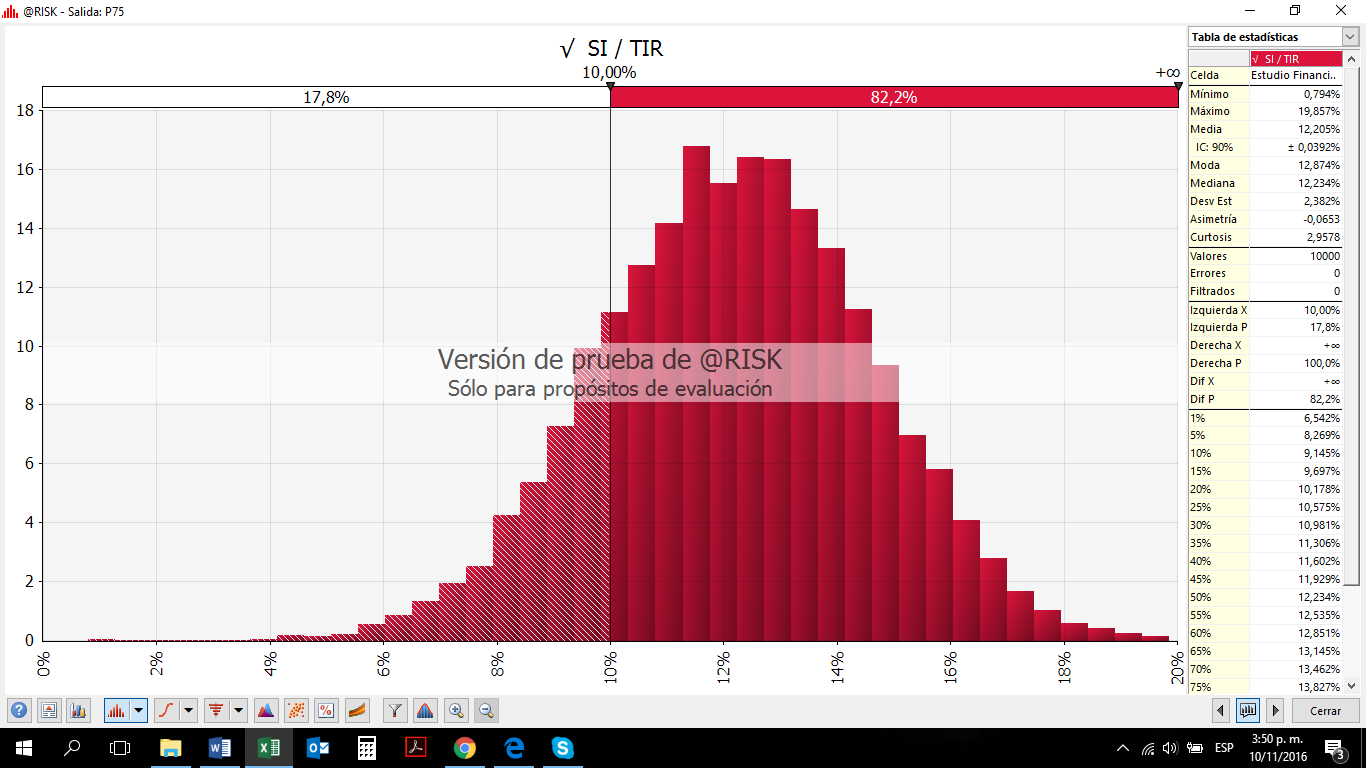 @RISK - Salida: P75
√ SI / TIR
10,00%
+∞
17,8%
82,2%
18
16
14
12
10
8
6
4
2
0
0%
2%
4%
6%
8%
10%
12%
14%
16%
18%
20%
Versión de prueba de @RISK
Sólo para propósitos de evaluación
Tabla de estadísticas
√ SI / TIR
Celda Estudio Financi..
Mínimo 0,794%
Máximo 19,857%
Media 12,205%
IC: 90% ± 0,0392%
Moda 12,874%
Mediana 12,234%
Desv Est 2,382%
Asimetría -0,0653
Curtosis 2,9578
Valores 10000
Errores 0
Filtrados 0
Izquierda X 10,00%
Izquierda P 17,8%
Derecha X +∞
Derecha P 100,0%
Dif X +∞
Dif P 82,2%
1% 6,542%
5% 8,269%
10% 9,145%
15% 9,697%
20% 10,178%
25% 10,575%
30% 10,981%
35% 11,306%
40% 11,602%
45% 11,929%
50% 12,234%
55% 12,535%
60% 12,851%
65% 13,145%
70% 13,462%
75% 13,827%
Cerrar
ESP
3:50 p. m.
10/11/2016
3